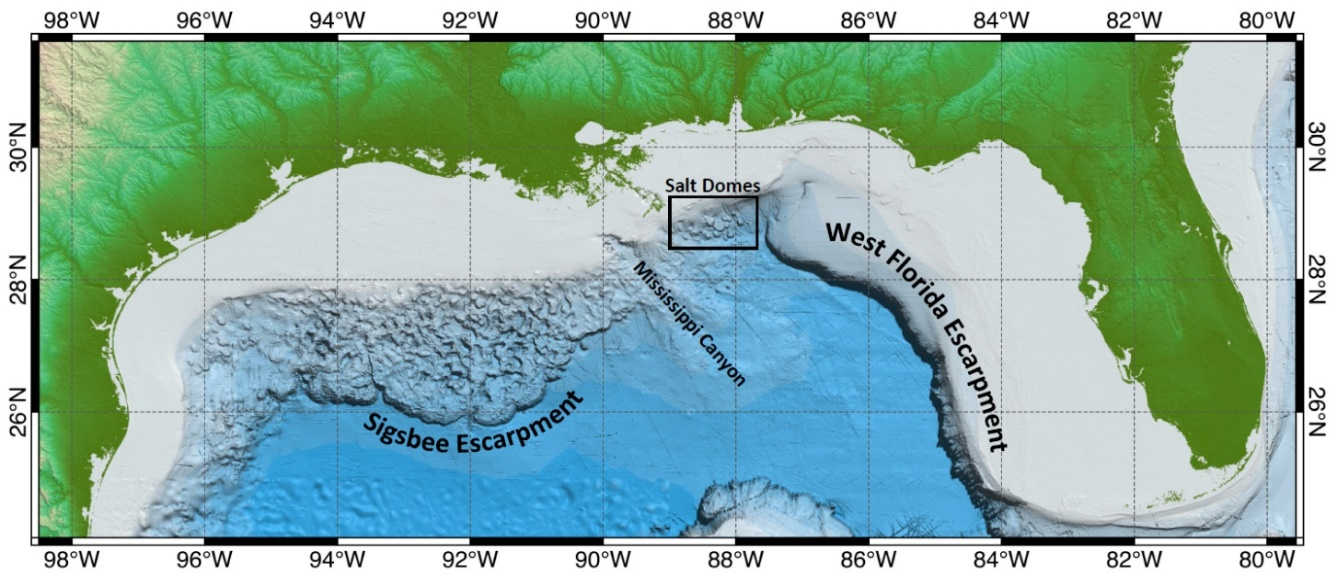 98°W 96°W 94°W 92°W 90°W 88°W 86°W 84°W 82°W 80°W
30°N 30°N
Salt Domes
West Florida Escarpment
28°N 28°N
Mississippi Canyon
26°N 26°N
Sigsbee Escarpment
98°W 96°W 94°W 92°W 90°W 88°W 86°W 84°W 82°W 80°W